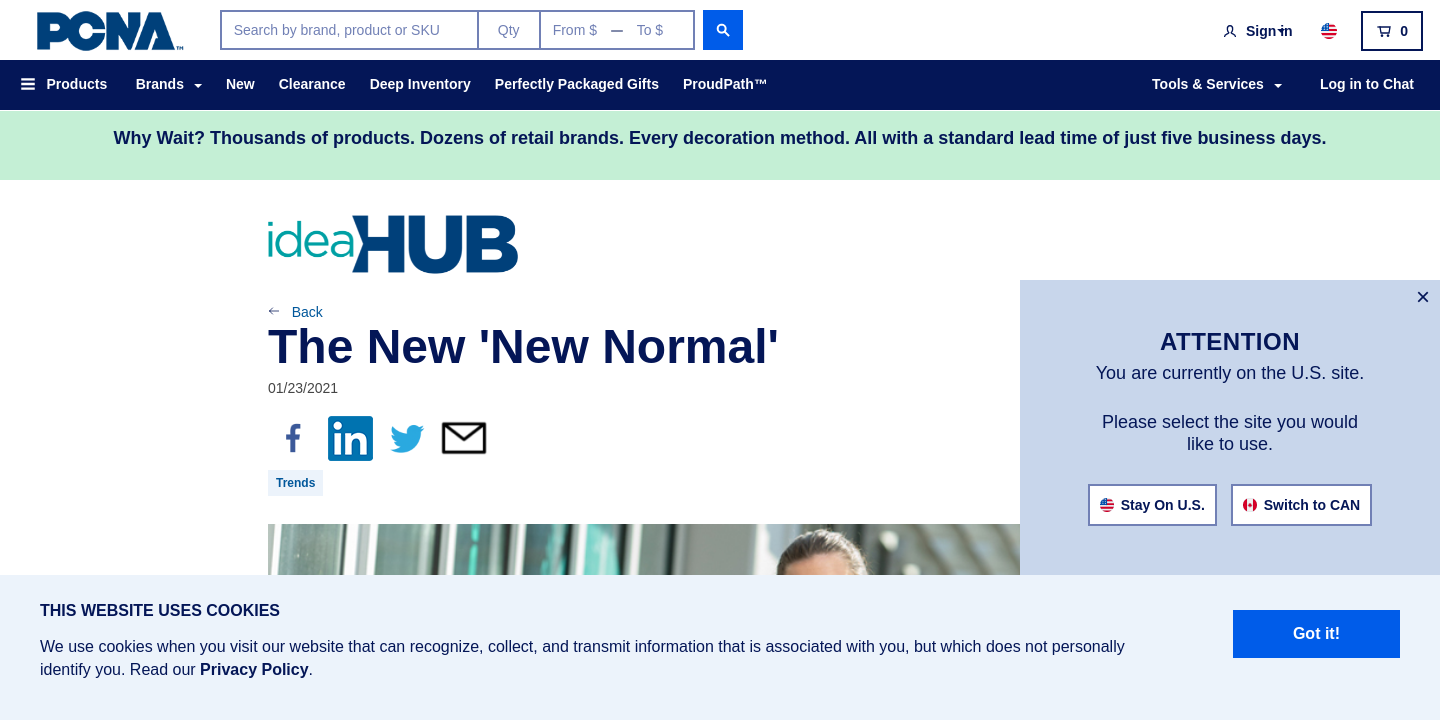 PCNA™
Search by brand, product or SKU
Qty
From $ — To $
Sign In
0
Products
Brands
New
Clearance
Deep Inventory
Perfectly Packaged Gifts
ProudPath™
Tools & Services
Log in to Chat
Why Wait? Thousands of products. Dozens of retail brands. Every decoration method. All with a standard lead time of just five business days.
ideaHUB
Back
The New 'New Normal'
01/23/2021
f in
Trends
ATTENTION
You are currently on the U.S. site.
Please select the site you would
like to use.
Stay On U.S.
Switch to CAN
THIS WEBSITE USES COOKIES
We use cookies when you visit our website that can recognize, collect, and transmit information that is associated with you, but which does not personally
identify you. Read our Privacy Policy.
Got it!